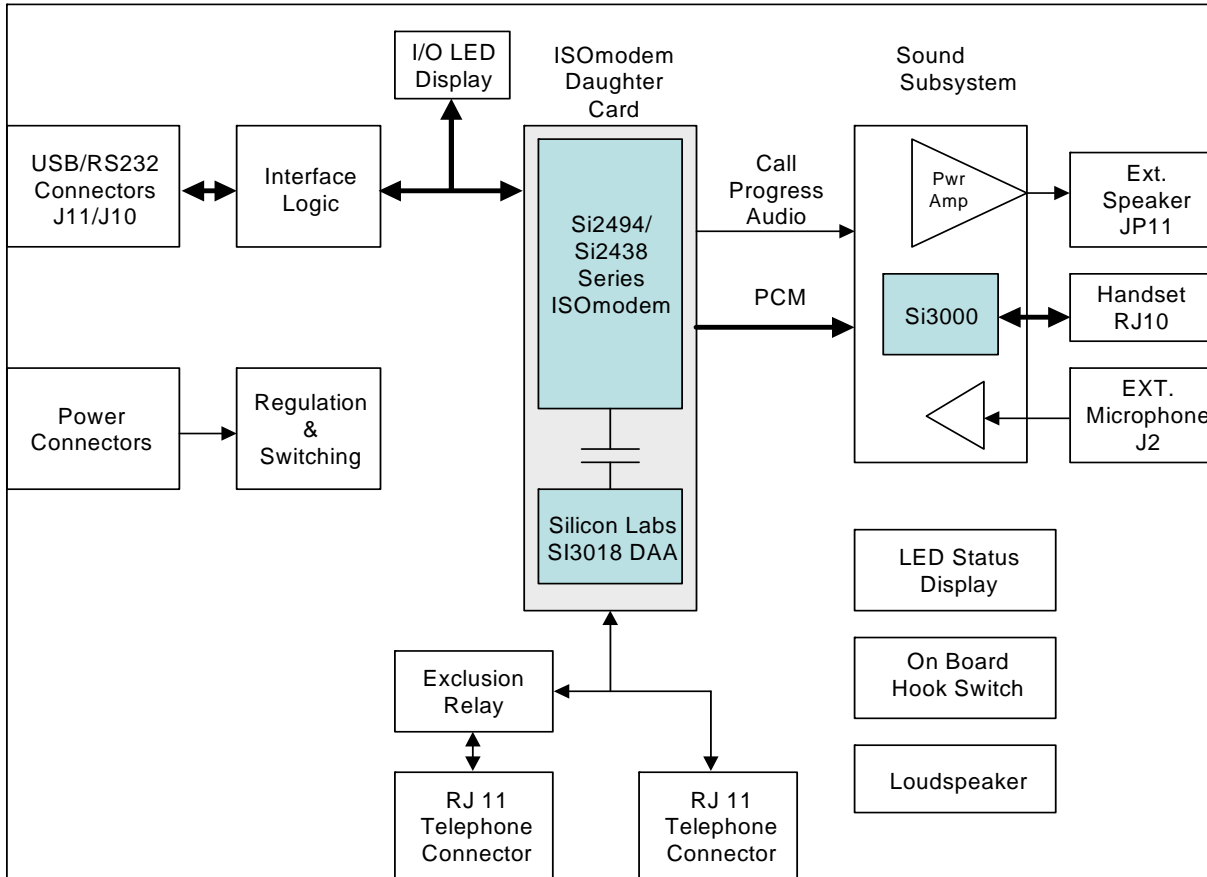 I/O LED
Display
ISOmodem
Daughter
Card
Sound
Subsystem
USB/RS232
Connectors
J11/J10
Interface
Logic
Si2494/
Si2438
Series
ISOmodem
Call
Progress
Audio
PCM
Pwr
Amp
Ext.
Speaker
JP11
Si3000
Handset
RJ10
EXT.
Microphone
J2
Power
Connectors
Regulation
&
Switching
Silicon Labs
SI3018 DAA
LED Status
Display
On Board
Hook Switch
Loudspeaker
Exclusion
Relay
RJ 11
Telephone
Connector
RJ 11
Telephone
Connector